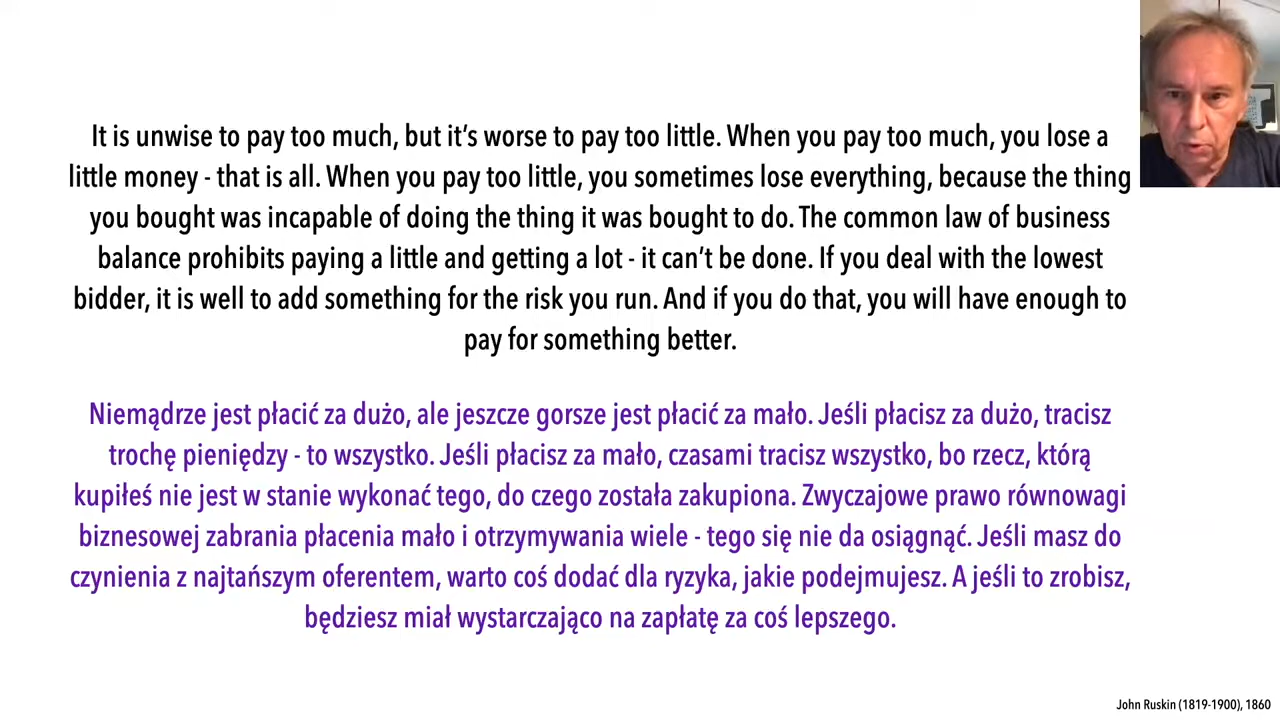 It is unwise to pay too much, but it’s worse to pay too little. When you pay too much, you lose a
little money - that is all. When you pay too little, you sometimes lose everything, because the thing
you bought was incapable of doing the thing it was bought to do. The common law of business
balance prohibits paying a little and getting a lot - it can’t be done. If you deal with the lowest
bidder, it is well to add something for the risk you run. And if you do that, you will have enough to
pay for something better.
Niemądrze jest płacić za dużo, ale jeszcze gorsze jest płacić za mało. Jeśli płacisz za dużo, tracisz
trochę pieniędzy - to wszystko. Jeśli płacisz za mało, czasami tracisz wszystko, bo rzecz, którą
kupiłeś nie jest w stanie wykonać tego, do czego została zakupiona. Zwyczajowe prawo równowagi
biznesowej zabrania płacenia mało i otrzymywania wiele - tego się nie da osiągnąć. Jeśli masz do
czynienia z najtańszym oferentem, warto coś dodać dla ryzyka, jakie podejmujesz. A jeśli to zrobisz,
będziesz miał wystarczająco na zapłatę za coś lepszego.
John Ruskin (1819-1900), 1860